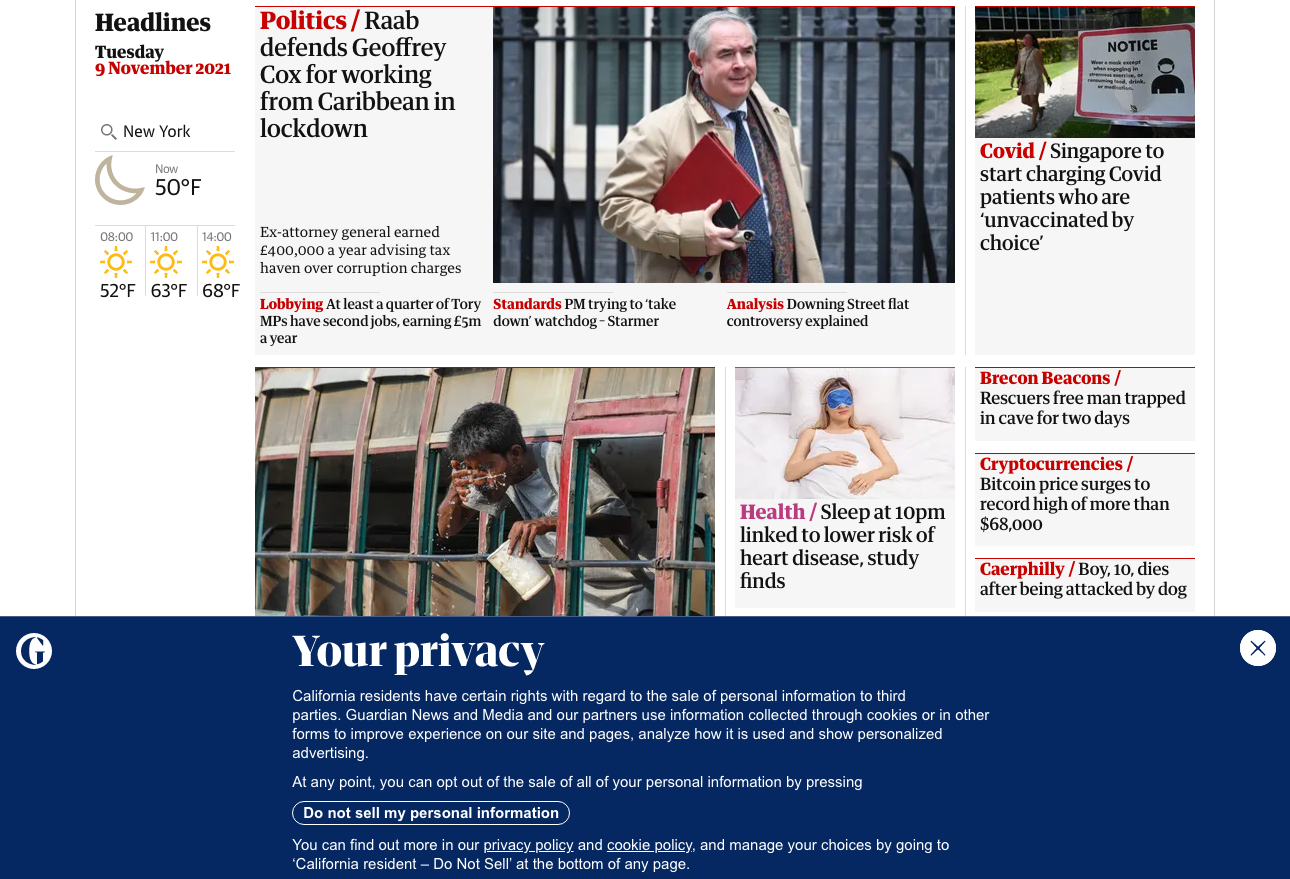 Headlines
Tuesday
9 November 2021
New York
Now
50°F
08:00
11:00
14:00
52°F
63°F
68°F
Politics / Raab
defends Geoffrey
Cox for working
from Caribbean in
lockdown
Ex-attorney general earned
£400,000 a year advising tax
haven over corruption charges
Lobbying At least a quarter of Tory
MPs have second jobs, earning £5m
a year
Standards PM trying to ‘take
down’ watchdog – Starmer
Analysis Downing Street flat
controversy explained
NOTICE
Wear a mask except
when engaging in
strenuous exercise, or
consuming food, drink,
or medication.
Covid / Singapore to
start charging Covid
patients who are
‘unvaccinated by
choice’
Health / Sleep at 10pm
linked to lower risk of
heart disease, study
finds
Brecon Beacons /
Rescuers free man trapped
in cave for two days
Cryptocurrencies /
Bitcoin price surges to
record high of more than
$68,000
Caerphilly / Boy, 10, dies
after being attacked by dog
G
Your privacy
California residents have certain rights with regard to the sale of personal information to third
parties. Guardian News and Media and our partners use information collected through cookies or in other
forms to improve experience on our site and pages, analyze how it is used and show personalized
advertising.
At any point, you can opt out of the sale of all of your personal information by pressing
Do not sell my personal information
You can find out more in our privacy policy and cookie policy, and manage your choices by going to
‘California resident – Do Not Sell’ at the bottom of any page.